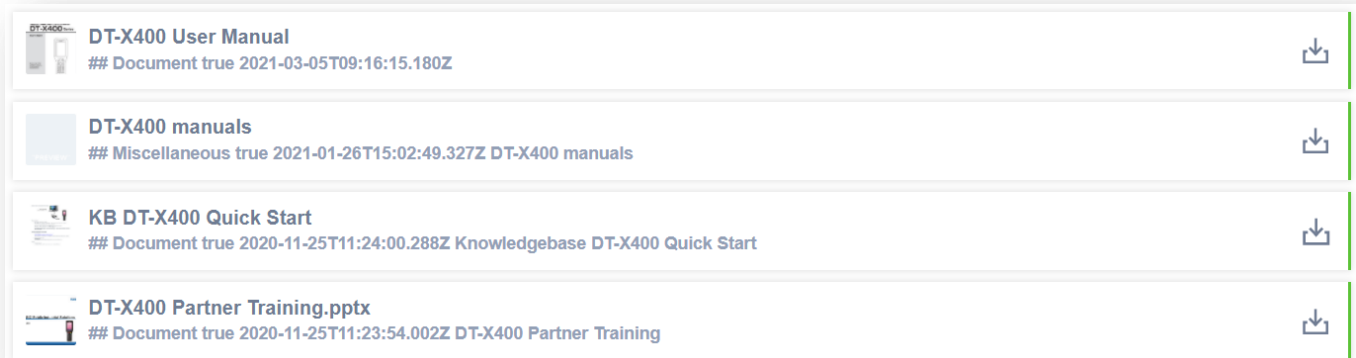 DT-X400 User Manual
## Document true 2021-03-05T09:16:15.180Z
DT-X400 manuals
## Miscellaneous true 2021-01-26T15:02:49.327Z DT-X400 manuals
KB DT-X400 Quick Start
## Document true 2020-11-25T11:24:00.288Z Knowledgebase DT-X400 Quick Start
DT-X400 Partner Training.pptx
## Document true 2020-11-25T11:23:54.002Z DT-X400 Partner Training